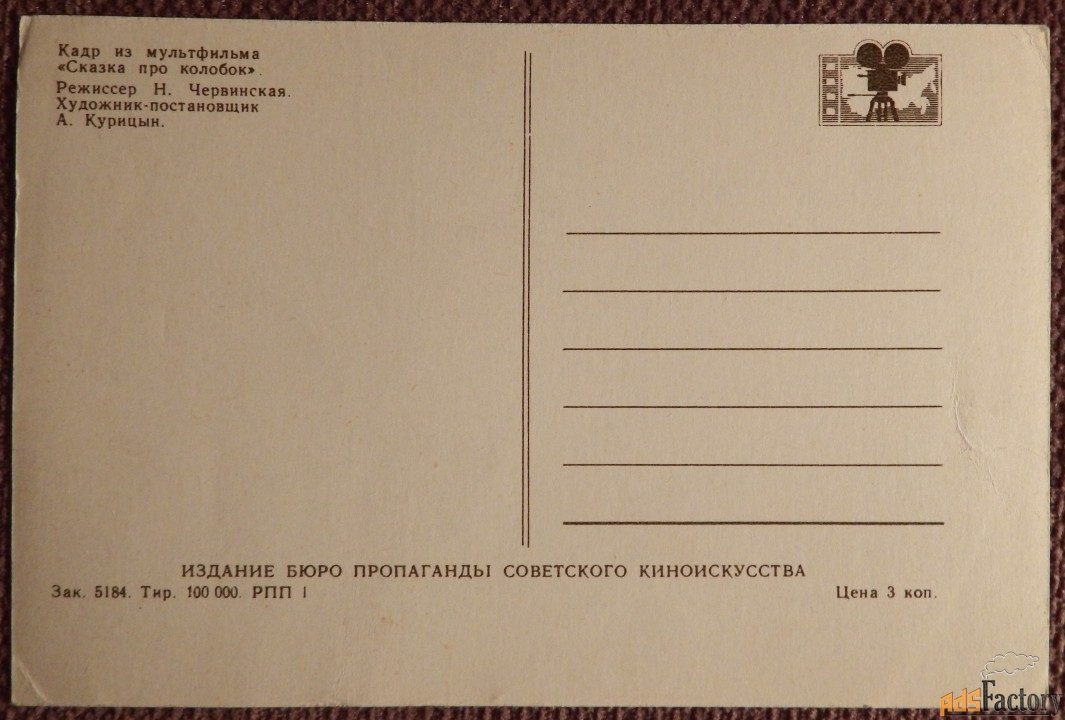 Кадр из мультфильма
«Сказка про колобок».
Режиссер Н. Червинская.
Художник-постановщик
А. Курицын.
ИЗДАНИЕ БЮРО ПРОПАГАНДЫ СОВЕТСКОГО КИНОИСКУССТВА
Зак. 5184. Тир. 100 000. РПП 1
Цена 3 коп.
AdsFactory